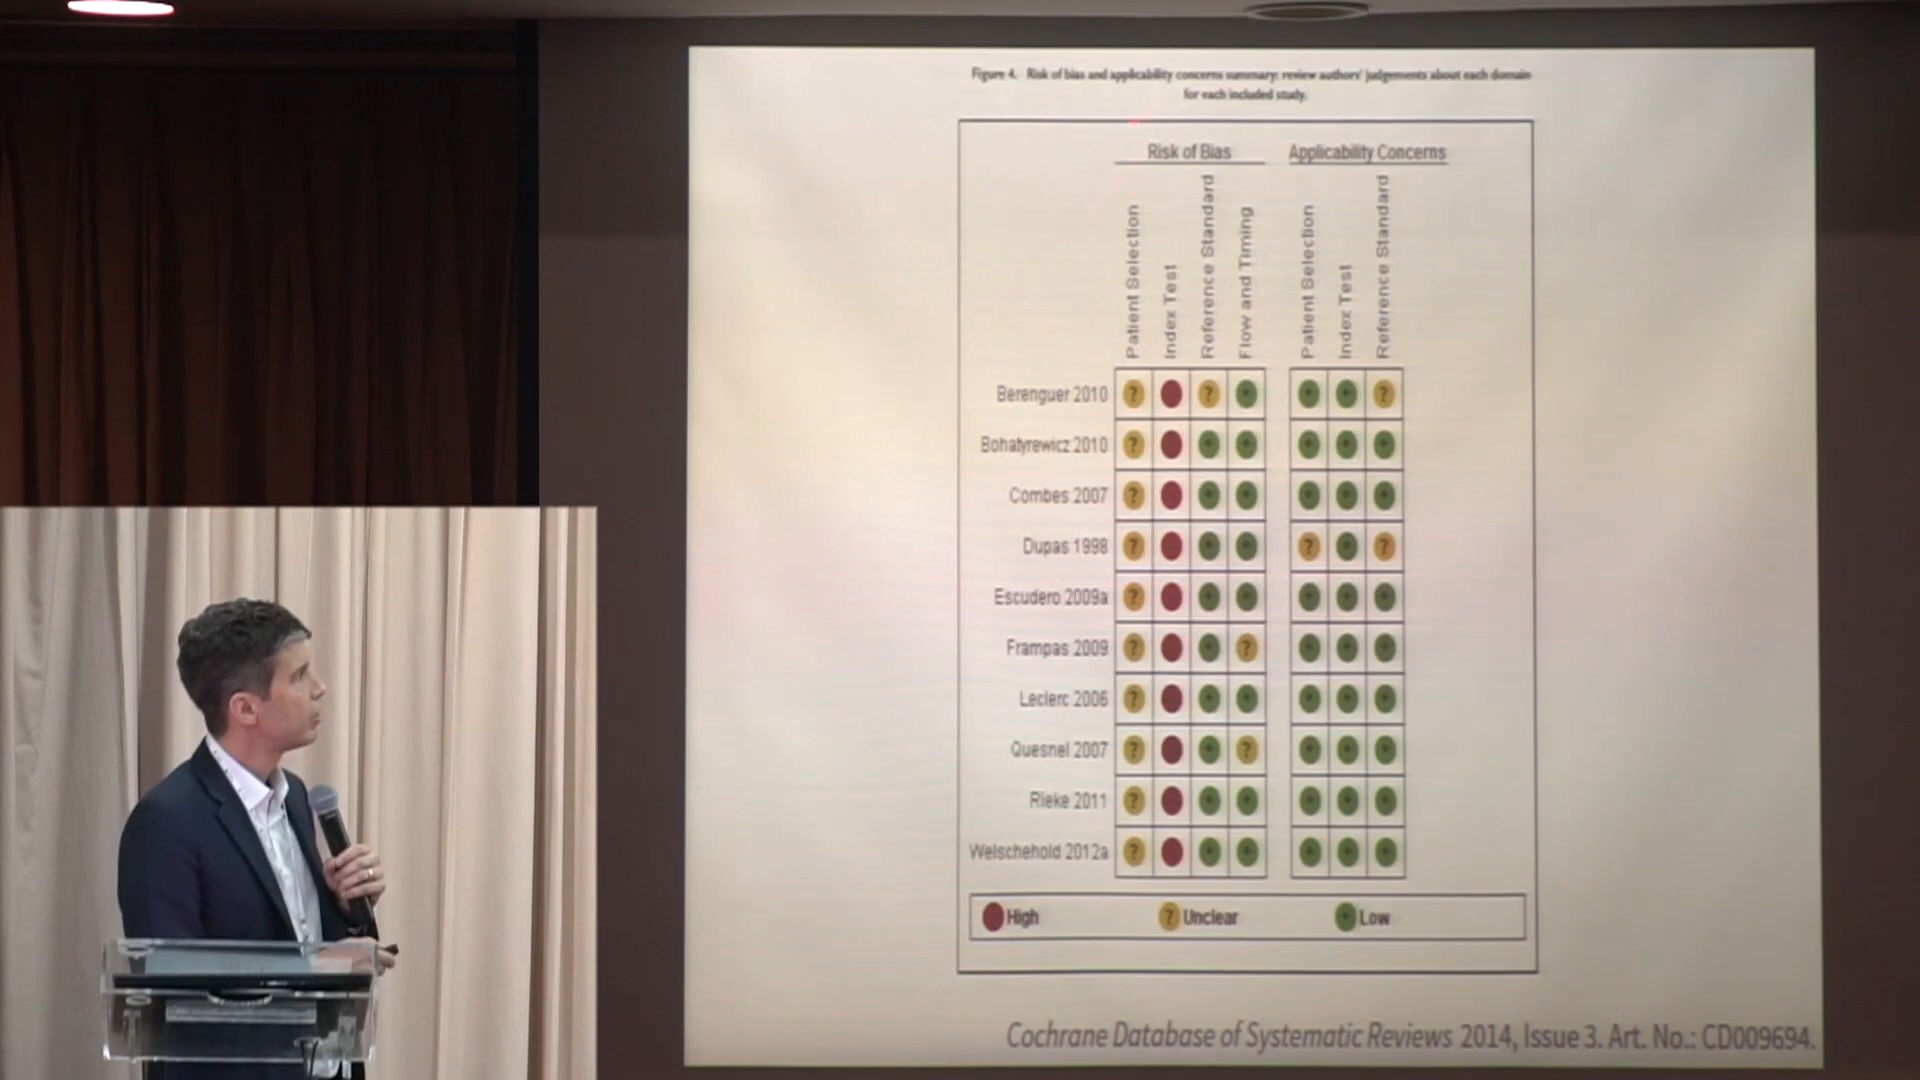 Figure 4. Risk of bias and applicability concerns summary: review authors' judgements about each domain
for each included study.
Risk of Bias
Applicability Concerns
Patient Selection
Index Test
Reference Standard
Flow and Timing
Patient Selection
Index Test
Reference Standard
Berenguer 2010 ? ? + + + ?
Bohatyrewicz 2010 ? + + + + +
Combes 2007 ? + + + + +
Dupas 1998 ? + + ? + ?
Escudero 2009a ? + + + + +
Frampas 2009 ? + ? + + +
Leclerc 2006 ? + + + + +
Quesnel 2007 ? + ? + + +
Rieke 2011 ? + + + + +
Welschehold 2012a ? + + + + +
High ? Unclear + Low
Cochrane Database of Systematic Reviews 2014, Issue 3. Art. No.: CD009694.